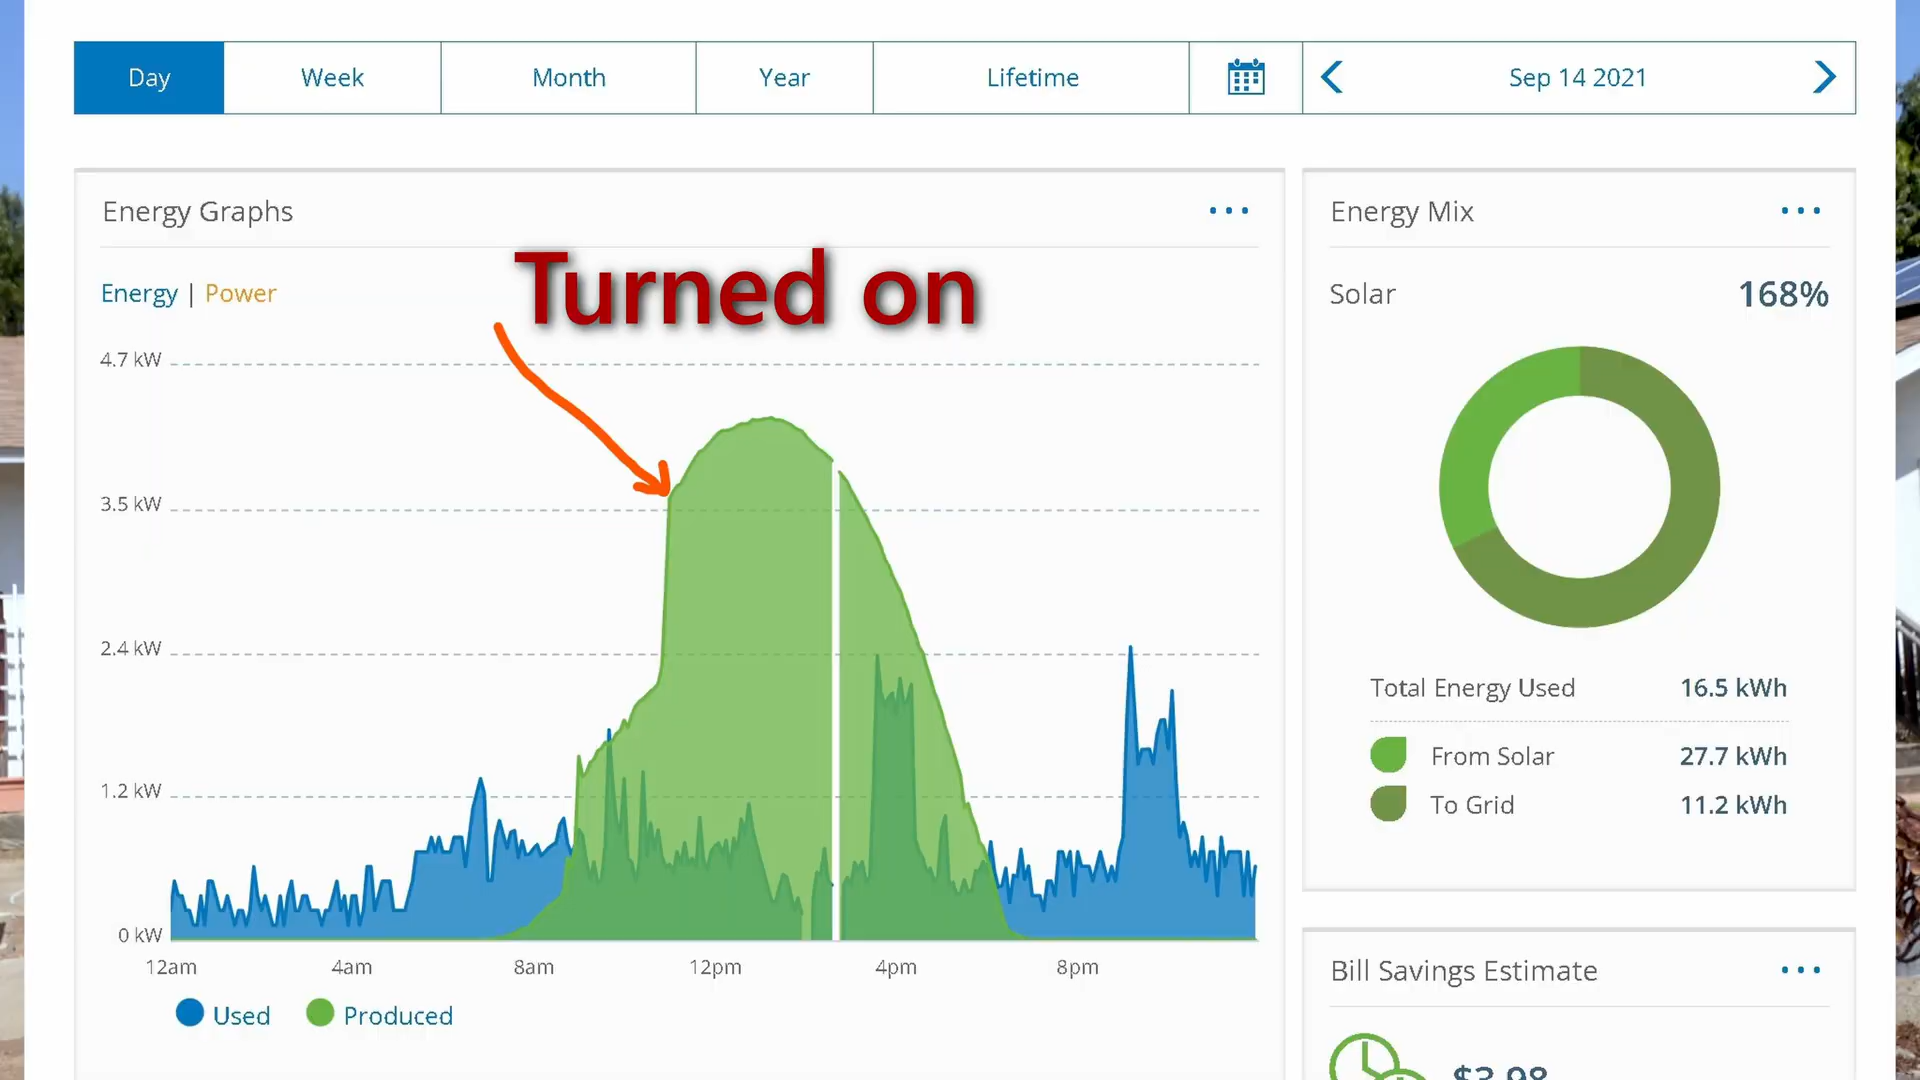 Day Week Month Year Lifetime Sep 14 2021
Energy Graphs
Turned on
Energy | Power
4.7 kW
3.5 kW
2.4 kW
1.2 kW
0 kW
12am 4am 8am 12pm 4pm 8pm
Used Produced
Energy Mix
Solar 168%
Total Energy Used 16.5 kWh
From Solar 27.7 kWh
To Grid 11.2 kWh
Bill Savings Estimate
$3.98